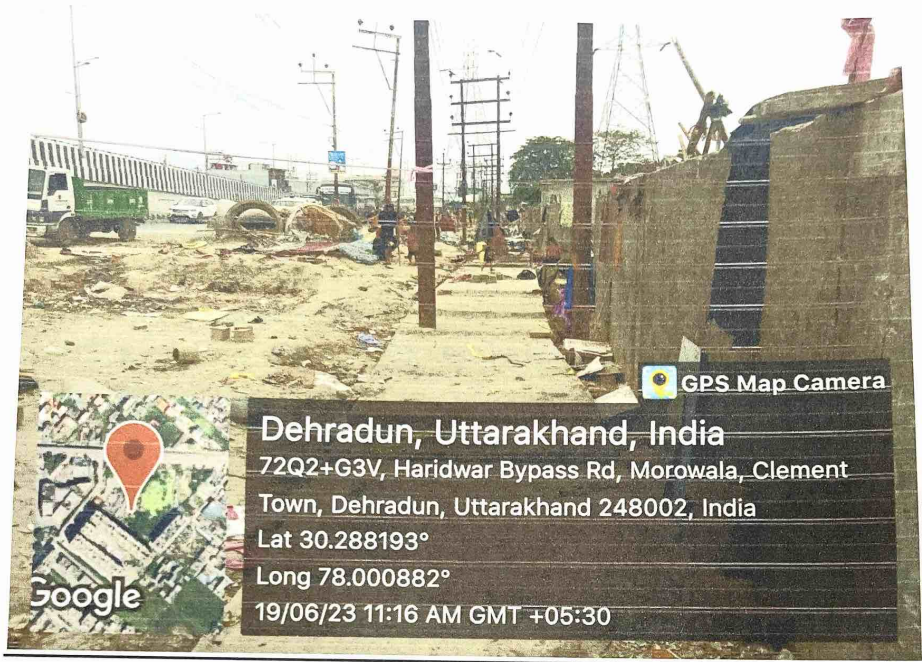 GPS Map Camera
Dehradun, Uttarakhand, India
72Q2+G3V, Haridwar Bypass Rd, Morowala, Clement
Town, Dehradun, Uttarakhand 248002, India
Lat 30.288193°
Long 78.000882°
19/06/23 11:16 AM GMT +05:30
Google